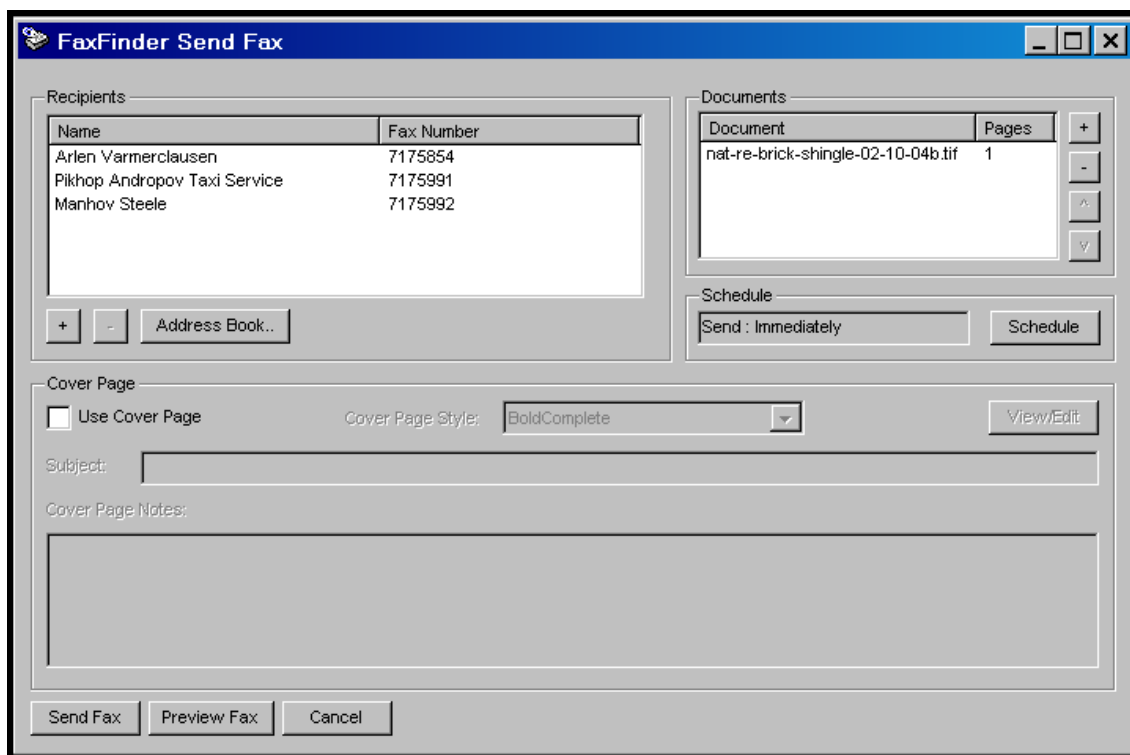 FaxFinder Send Fax
Recipients
Name Fax Number
Arlen Varmerclausen 7175854
Pikhop Andropov Taxi Service 7175991
Manhov Steele 7175992
+ - Address Book..
Documents
Document Pages
nat-re-brick-shingle-02-10-04b.tif 1
+
-
^
v
Schedule
Send : Immediately Schedule
Cover Page
Use Cover Page Cover Page Style: BoldComplete View/Edit
Subject:
Cover Page Notes:
Send Fax Preview Fax Cancel